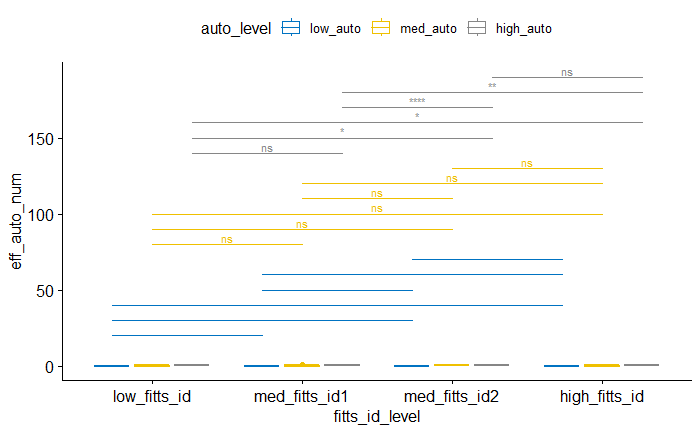 auto_level low_auto med_auto high_auto
ns
**
****
*
*
ns
ns
ns
ns
ns
ns
ns
150
100
50
0
eff_auto_num
low_fitts_id med_fitts_id1 med_fitts_id2 high_fitts_id
fitts_id_level